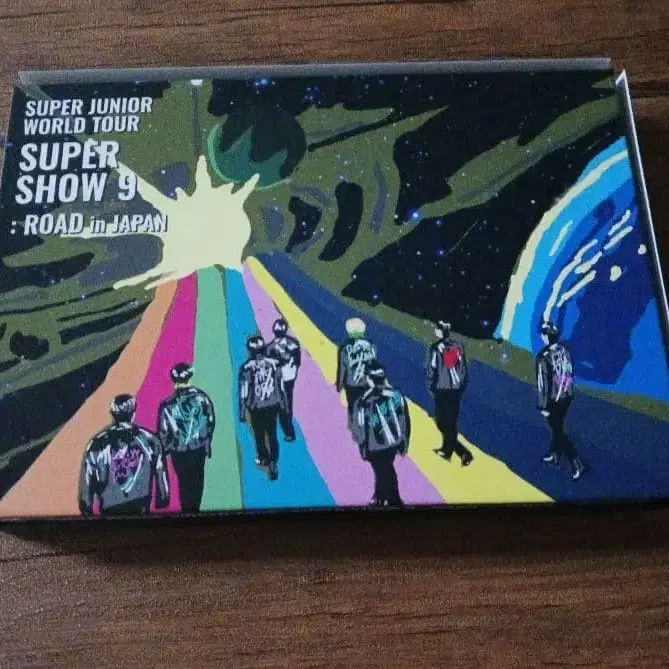 SUPER JUNIOR
WORLD TOUR
SUPER
SHOW 9
: ROAD in JAPAN